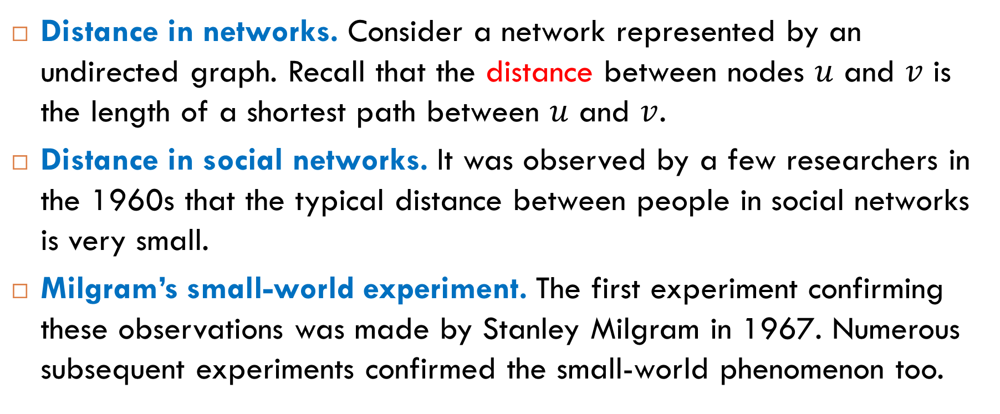 Distance in networks. Consider a network represented by an
undirected graph. Recall that the distance between nodes u and v is
the length of a shortest path between u and v.
Distance in social networks. It was observed by a few researchers in
the 1960s that the typical distance between people in social networks
is very small.
Milgram’s small-world experiment. The first experiment confirming
these observations was made by Stanley Milgram in 1967. Numerous
subsequent experiments confirmed the small-world phenomenon too.